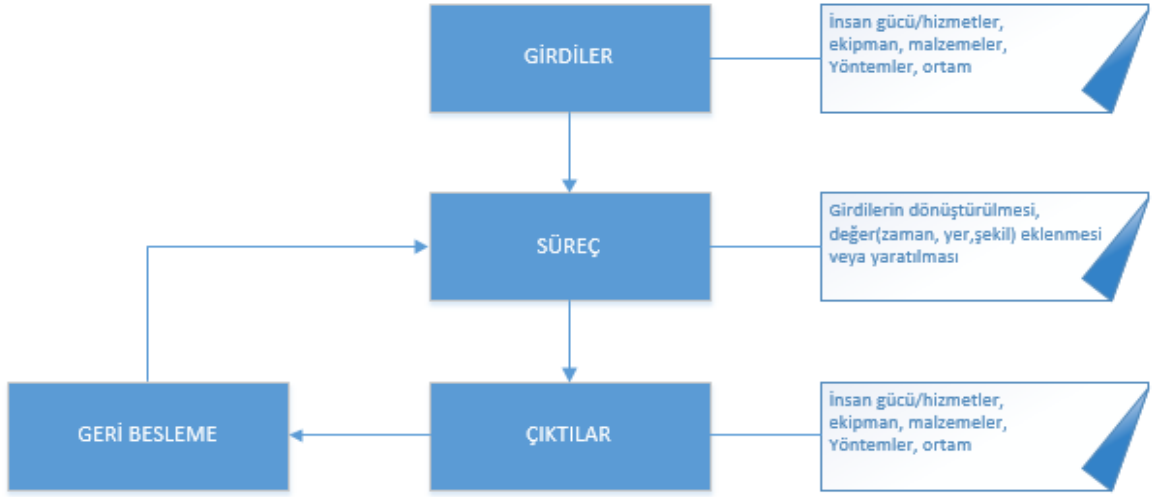 GİRDİLER
İnsan gücü/hizmetler,
ekipman, malzemeler,
Yöntemler, ortam
SÜREÇ
Girdilerin dönüştürülmesi,
değer(zaman, yer,şekil) eklenmesi
veya yaratılması
GERİ BESLEME
ÇIKTILAR
İnsan gücü/hizmetler,
ekipman, malzemeler,
Yöntemler, ortam